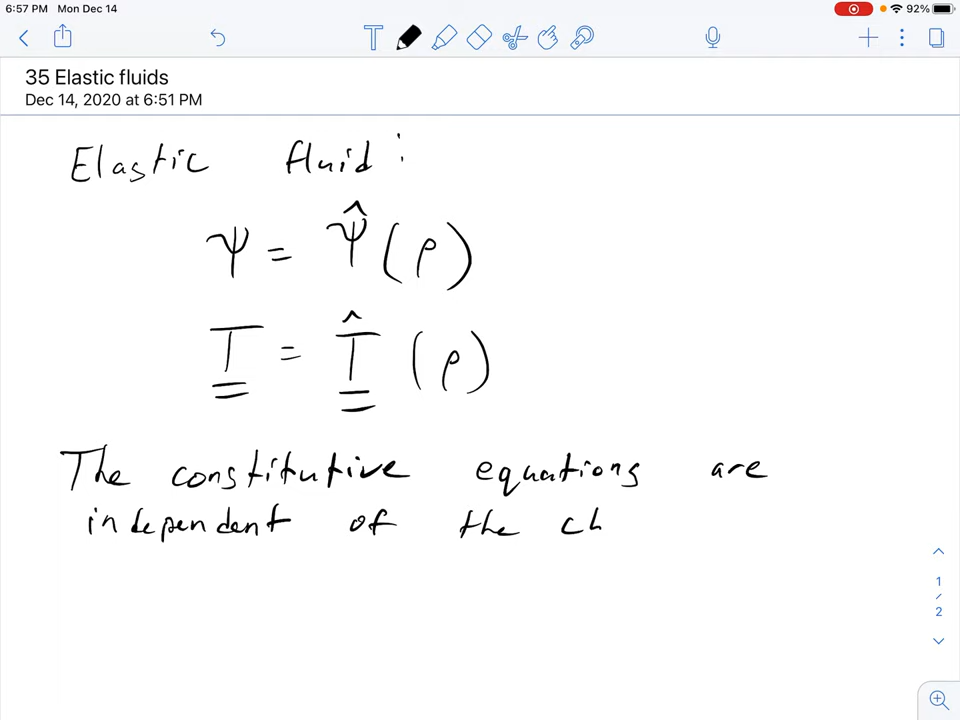 6:57 PM Mon Dec 14
92%
35 Elastic fluids
Dec 14, 2020 at 6:51 PM
Elastic fluid:
ψ = ψ̂(ρ)
T̳ = T̳̂(ρ)
The constitutive equations are
independent of the ch
1
/
2